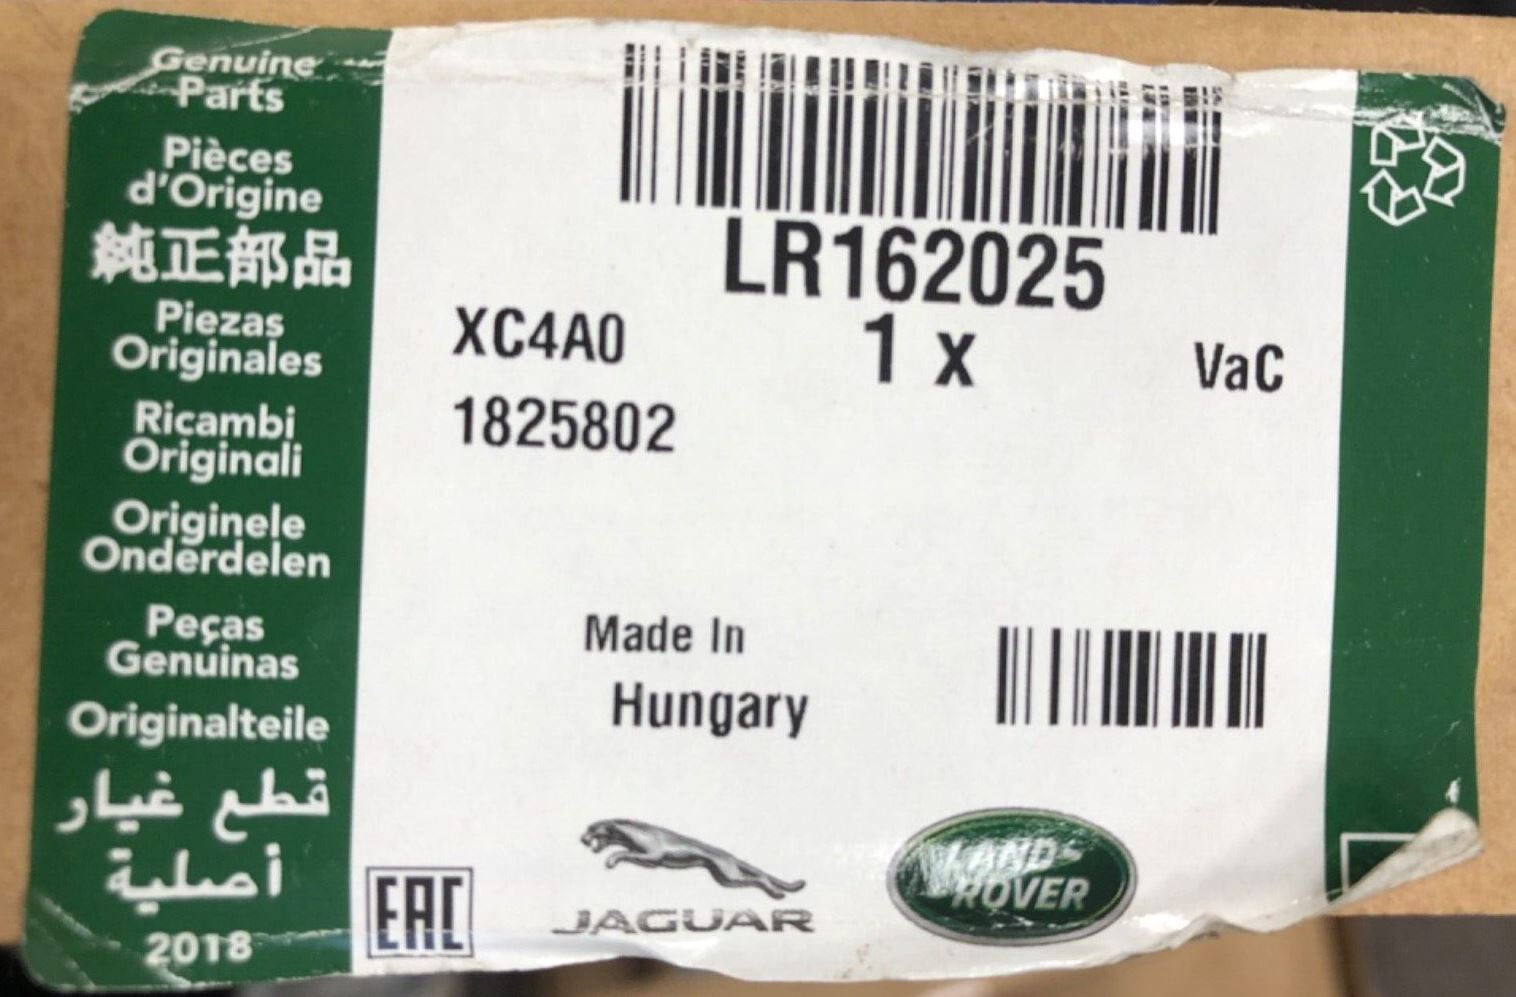 Genuine
Parts
Pièces
d'Origine
純正部品
Piezas
Originales
Ricambi
Originali
Originele
Onderdelen
Peças
Genuinas
Originalteile
قطع غيار
أصلية
2018
LR162025
XC4A0
1 x
VaC
1825802
Made In
Hungary
EAC
JAGUAR
LAND-
ROVER